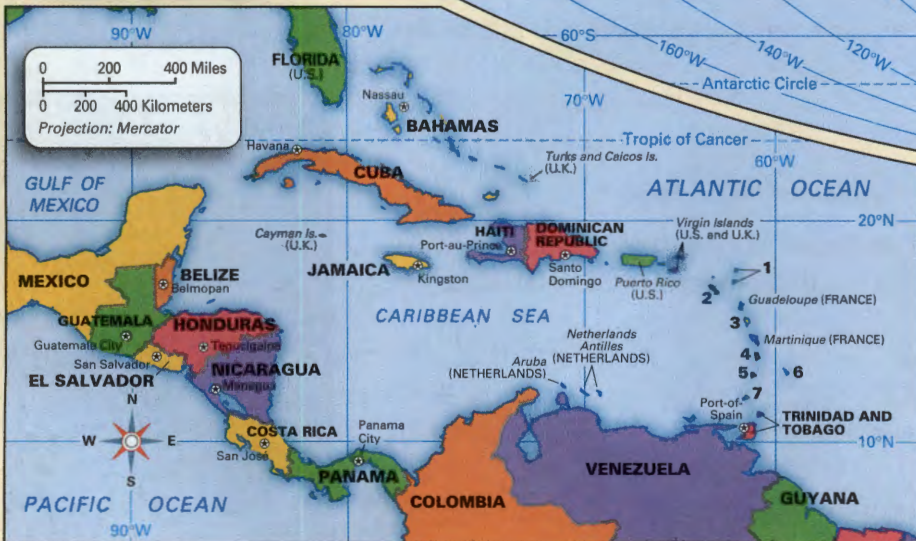 90°W
80°W
60°S
160°W
140°W
120°W
Antarctic Circle
0 200 400 Miles
0 200 400 Kilometers
Projection: Mercator
FLORIDA
(U.S.)
Nassau
BAHAMAS
70°W
Tropic of Cancer
60°W
Havana
CUBA
Turks and Caicos Is.
(U.K.)
GULF OF
MEXICO
ATLANTIC OCEAN
20°N
Cayman Is.
(U.K.)
HAITI
Port-au-Prince
DOMINICAN
REPUBLIC
Santo
Domingo
Virgin Islands
(U.S. and U.K.)
Puerto Rico
(U.S.)
JAMAICA
Kingston
MEXICO
BELIZE
Belmopan
1
2
Guadeloupe (FRANCE)
3
Martinique (FRANCE)
4
5
6
7
GUATEMALA
Guatemala City
HONDURAS
Tegucigalpa
CARIBBEAN SEA
San Salvador
EL SALVADOR
NICARAGUA
Managua
Aruba
(NETHERLANDS)
Netherlands
Antilles
(NETHERLANDS)
Port-of-
Spain
TRINIDAD AND
TOBAGO
N
W
E
S
COSTA RICA
San José
Panama
City
PANAMA
10°N
VENEZUELA
COLOMBIA
GUYANA
PACIFIC OCEAN
90°W